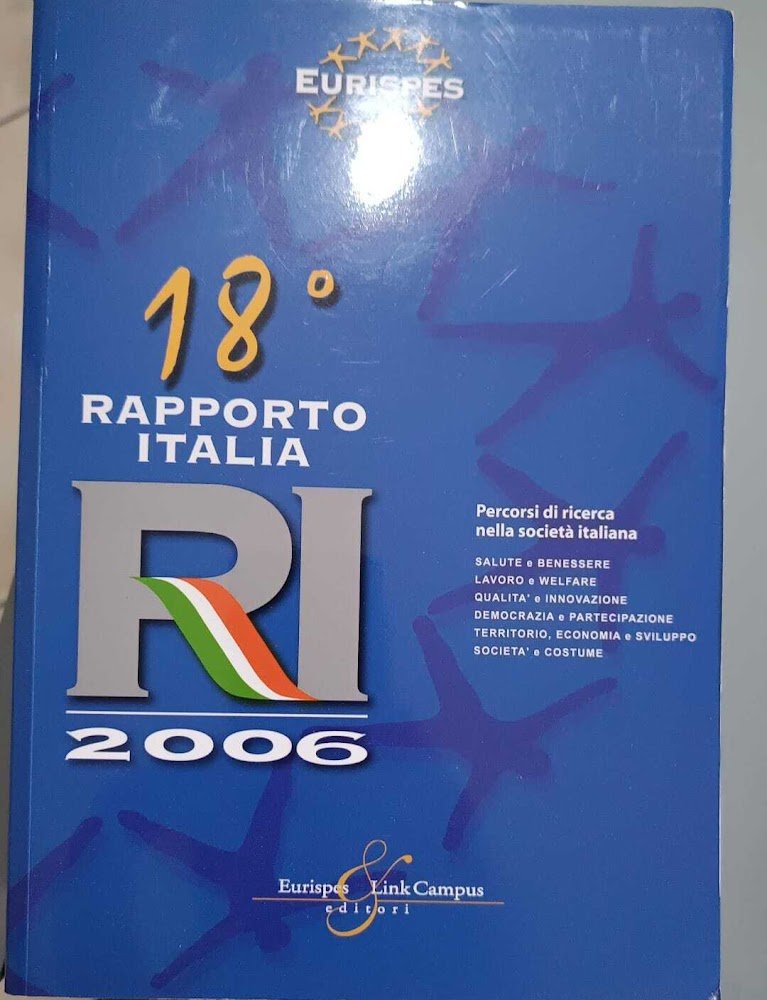 EURISPES
18°
RAPPORTO
ITALIA
RI
2006
Percorsi di ricerca
nella società italiana
SALUTE e BENESSERE
LAVORO e WELFARE
QUALITA' e INNOVAZIONE
DEMOCRAZIA e PARTECIPAZIONE
TERRITORIO, ECONOMIA e SVILUPPO
SOCIETA' e COSTUME
Eurispes & Link Campus
editori